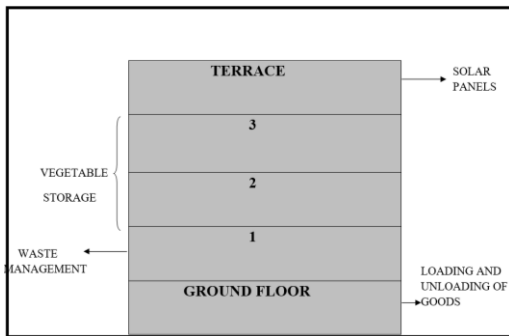 TERRACE
SOLAR
PANELS
3
VEGETABLE
STORAGE
2
1
WASTE
MANAGEMENT
GROUND FLOOR
LOADING AND
UNLOADING OF
GOODS